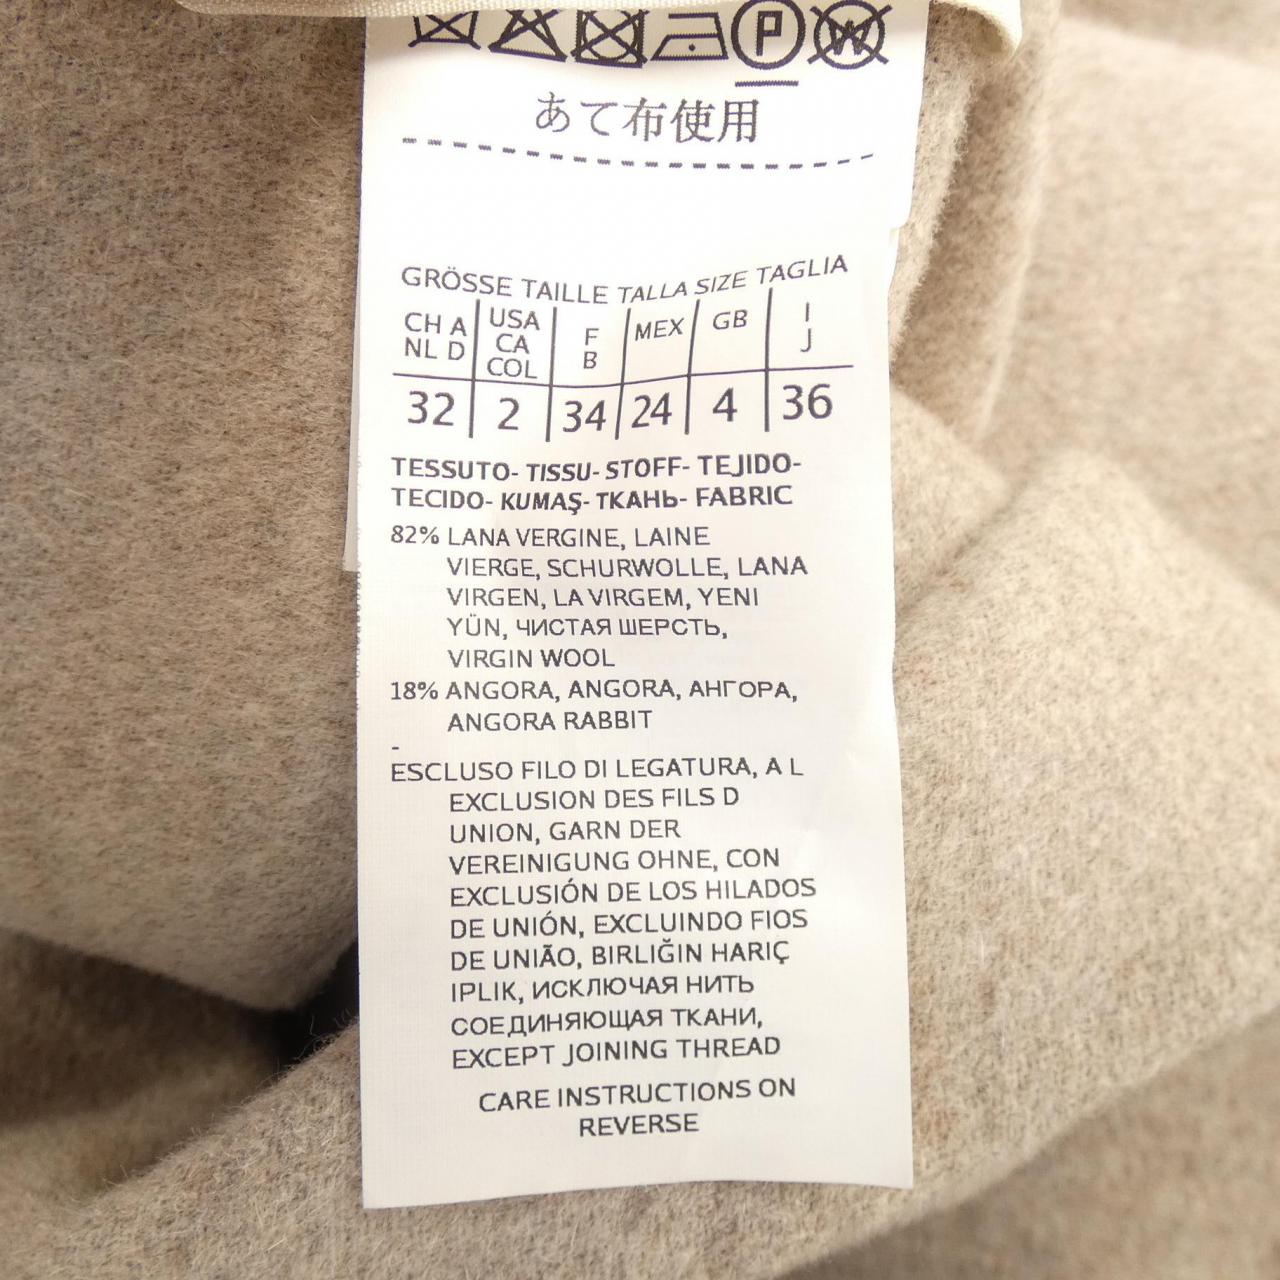 P W
あて布使用
GRÖSSE TAILLE TALLA SIZE TAGLIA
CH A NL D USA CA COL F B MEX GB I J
32 2 34 24 4 36
TESSUTO- TISSU- STOFF- TEJIDO-
TECIDO- KUMAŞ- ТКАНЬ- FABRIC
82% LANA VERGINE, LAINE
VIERGE, SCHURWOLLE, LANA
VIRGEN, LA VIRGEM, YENI
YÜN, ЧИСТАЯ ШЕРСТЬ,
VIRGIN WOOL
18% ANGORA, ANGORA, АНГОРА,
ANGORA RABBIT
-
ESCLUSO FILO DI LEGATURA, A L
EXCLUSION DES FILS D
UNION, GARN DER
VEREINIGUNG OHNE, CON
EXCLUSIÓN DE LOS HILADOS
DE UNIÓN, EXCLUINDO FIOS
DE UNIÃO, BIRLIĞIN HARIÇ
IPLIK, ИСКЛЮЧАЯ НИТЬ
СОЕДИНЯЮЩАЯ ТКАНИ,
EXCEPT JOINING THREAD
CARE INSTRUCTIONS ON
REVERSE